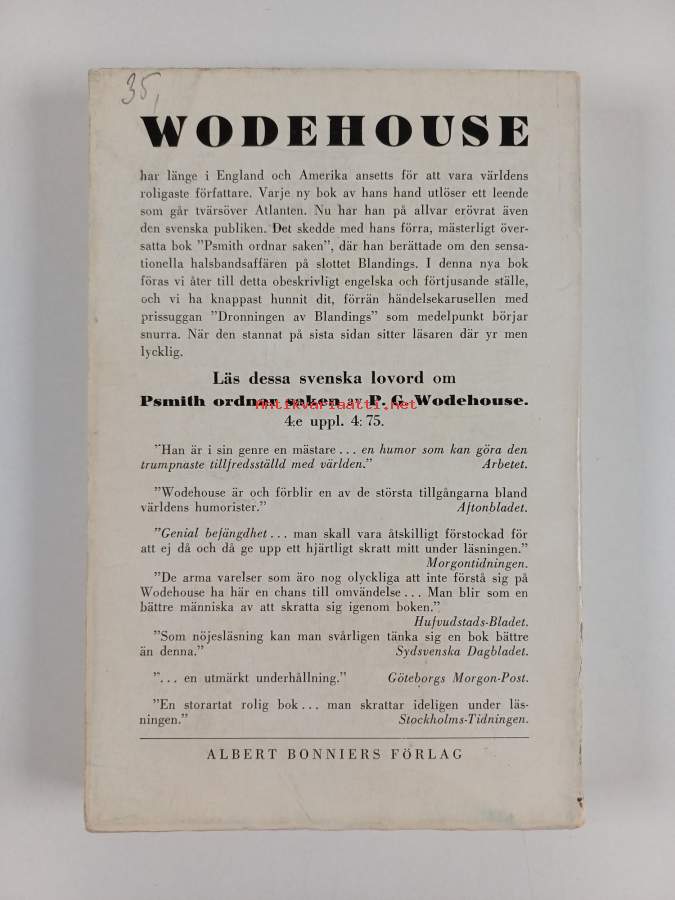 35,
WODEHOUSE
har länge i England och Amerika ansetts för att vara världens
roligaste författare. Varje ny bok av hans hand utlöser ett leende
som går tvärsöver Atlanten. Nu har han på allvar erövrat även
den svenska publiken. Det skedde med hans förra, mästerligt över-
satta bok "Psmith ordnar saken", där han berättade om den sensa-
tionella halsbandsaffären på slottet Blandings. I denna nya bok
föras vi åter till detta obeskrivligt engelska och förtjusande ställe,
och vi ha knappast hunnit dit, förrän händelsekarusellen med
prissuggan "Dronningen av Blandings" som medelpunkt börjar
snurra. När den stannat på sista sidan sitter läsaren där yr men
lycklig.
Läs dessa svenska lovord om
Psmith ordnar saken av P. G. Wodehouse.
Antikvariaatti.net
4:e uppl. 4: 75.
"Han är i sin genre en mästare ... en humor som kan göra den
trumpnaste tillfredsställd med världen." Arbetet.
"Wodehouse är och förblir en av de största tillgångarna bland
världens humorister." Aftonbladet.
"Genial befängdhet ... man skall vara åtskilligt förstockad för
att ej då och då ge upp ett hjärtligt skratt mitt under läsningen."
Morgontidningen.
"De arma varelser som äro nog olyckliga att inte förstå sig på
Wodehouse ha här en chans till omvändelse ... Man blir som en
bättre människa av att skratta sig igenom boken."
Hufvudstads-Bladet.
"Som nöjesläsning kan man svårligen tänka sig en bok bättre
än denna." Sydsvenska Dagbladet.
"... en utmärkt underhållning." Göteborgs Morgon-Post.
"En storartat rolig bok ... man skrattar ideligen under läs-
ningen." Stockholms-Tidningen.
ALBERT BONNIERS FÖRLAG